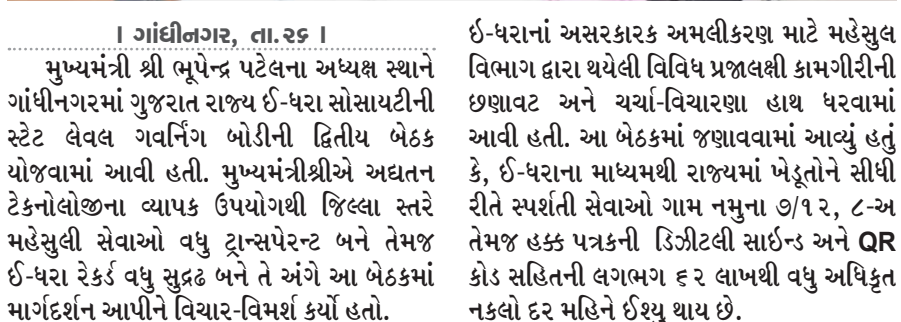 । ગાંધીનગર, તા.૨૬ ।
મુખ્યમંત્રી શ્રી ભૂપેન્દ્ર પટેલના અધ્યક્ષ સ્થાને
ગાંધીનગરમાં ગુજરાત રાજ્ય ઈ-ધરા સોસાયટીની
સ્ટેટ લેવલ ગવર્નિંગ બોડીની દ્વિતીય બેઠક
યોજવામાં આવી હતી. મુખ્યમંત્રીશ્રીએ અદ્યતન
ટેકનોલોજીના વ્યાપક ઉપયોગથી જિલ્લા સ્તરે
મહેસુલી સેવાઓ વધુ ટ્રાન્સપેરન્ટ બને તેમજ
ઈ-ધરા રેકર્ડ વધુ સુદ્રઢ બને તે અંગે આ બેઠકમાં
માર્ગદર્શન આપીને વિચાર-વિમર્શ કર્યો હતો.
ઇ-ધરાનાં અસરકારક અમલીકરણ માટે મહેસુલ
વિભાગ દ્વારા થયેલી વિવિધ પ્રજાલક્ષી કામગીરીની
છણાવટ અને ચર્ચા-વિચારણા હાથ ધરવામાં
આવી હતી. આ બેઠકમાં જણાવવામાં આવ્યું હતું
કે, ઈ-ધરાના માધ્યમથી રાજ્યમાં ખેડૂતોને સીધી
રીતે સ્પર્શતી સેવાઓ ગામ નમુના ૭/૧૨, ૮-અ
તેમજ હક્ક પત્રકની ડિઝીટલી સાઇન્ડ અને QR
કોડ સહિતની લગભગ ૬૨ લાખથી વધુ અધિકૃત
નકલો દર મહિને ઈશ્યુ થાય છે.